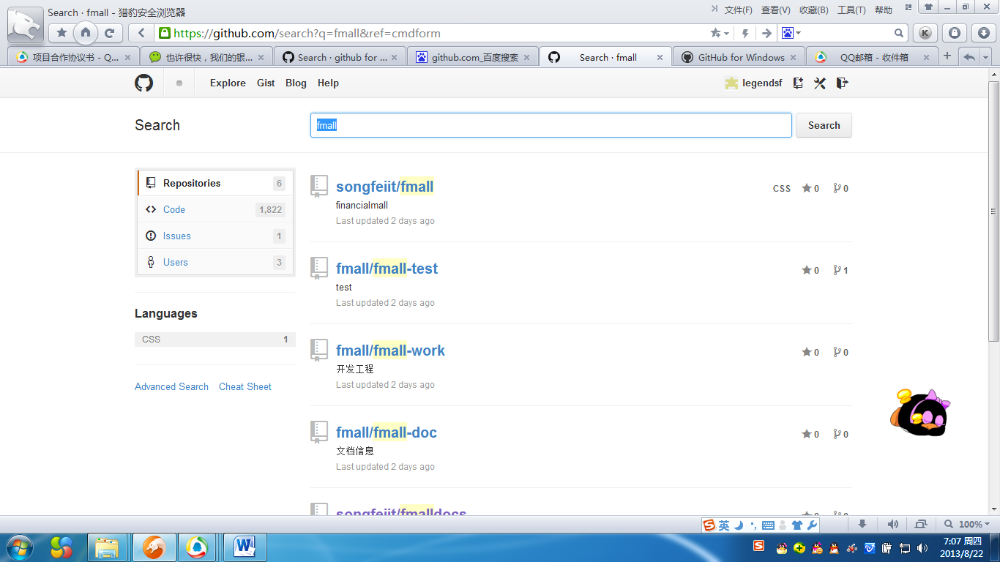 Search · fmall - 猎豹安全浏览器
文件(F) 查看(V) 收藏(B) 工具(T) 帮助
https://github.com/search?q=fmall&ref=cmdform
K
项目合作协议书 - Q...
也许很快，我们的银...
Search · github for ...
github.com_百度搜索
Search · fmall
GitHub for Windows
QQ邮箱 - 收件箱
Explore Gist Blog Help
legendsf
Search
fmall
Search
Repositories 6
Code 1,822
Issues 1
Users 3
Languages
CSS 1
Advanced Search Cheat Sheet
songfeiit/fmall
CSS 0 0
financialmall
Last updated 2 days ago
fmall/fmall-test
0 1
test
Last updated 2 days ago
fmall/fmall-work
0 0
开发工程
Last updated 2 days ago
fmall/fmall-doc
0 0
文档信息
Last updated 2 days ago
songfeiit/fmalldocs
英
100%
7:07 周四
2013/8/22